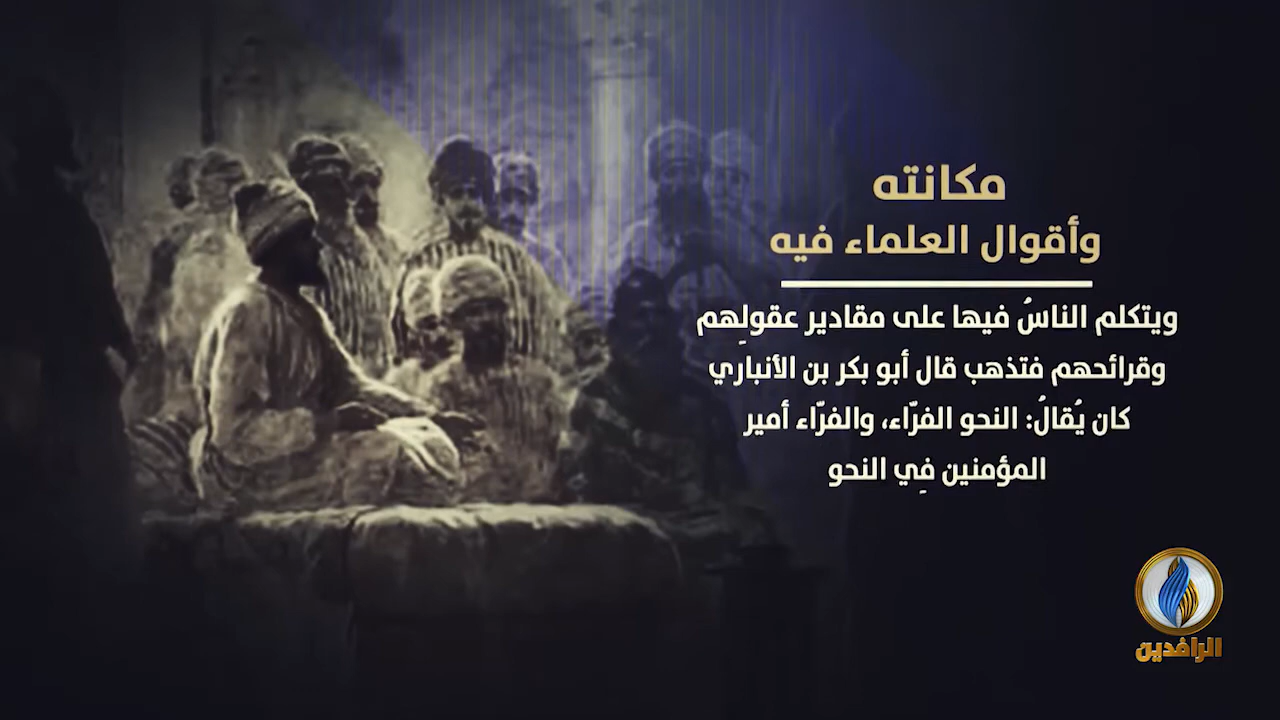 مكانته
وأقوال العلماء فيه
ويتكلم الناسُ فيها على مقادير عقولِهم
وقرائحهم فتذهب قال أبو بكر بن الأنباري
كان يُقالُ: النحو الفرّاء، والفرّاء أمير
المؤمنين فِي النحو
الرافدين